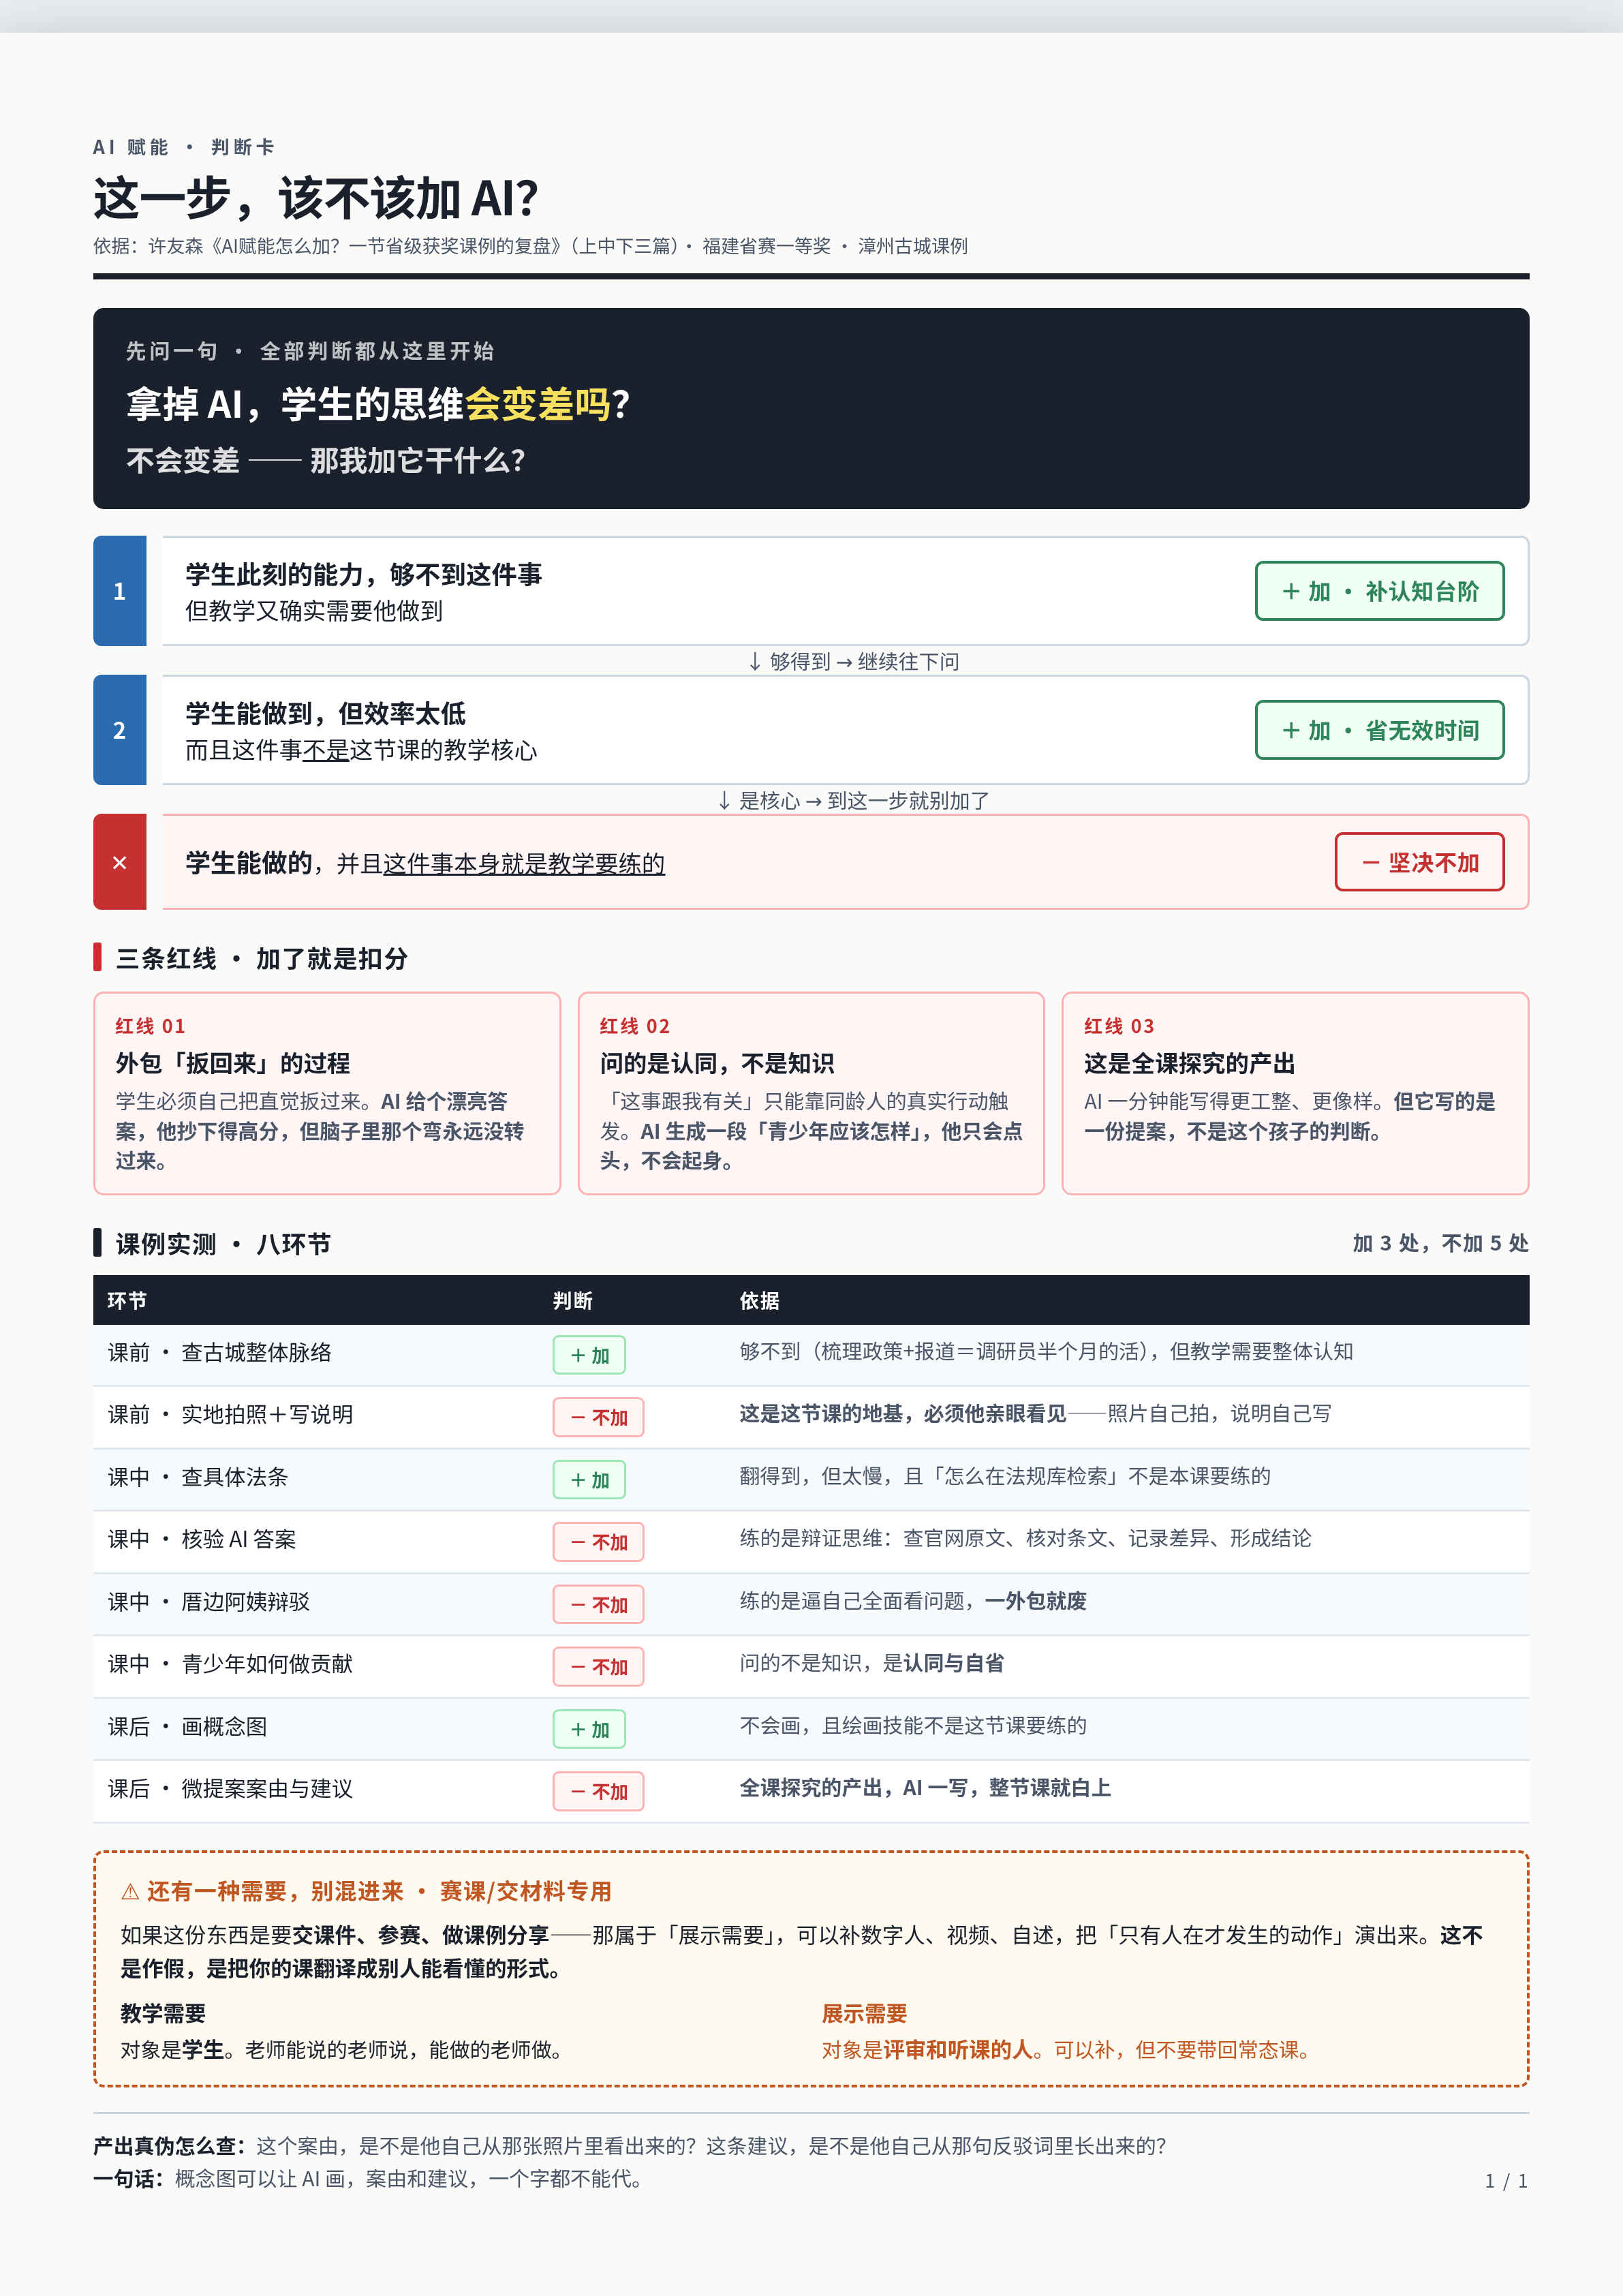 AI 赋能 · 判断卡
这一步，该不该加 AI？
依据：许友森《AI赋能怎么加？一节省级获奖课例的复盘》（上中下三篇）· 福建省赛一等奖 · 漳州古城课例
先问一句 · 全部判断都从这里开始
拿掉 AI，学生的思维会变差吗？
不会变差 —— 那我加它干什么？
1
学生此刻的能力，够不到这件事
但教学又确实需要他做到
＋ 加 · 补认知台阶
↓ 够得到 → 继续往下问
2
学生能做到，但效率太低
而且这件事不是这节课的教学核心
＋ 加 · 省无效时间
↓ 是核心 → 到这一步就别加了
×
学生能做的，并且这件事本身就是教学要练的
－ 坚决不加
三条红线 · 加了就是扣分
红线 01
外包「扳回来」的过程
学生必须自己把直觉扳过来。AI 给个漂亮答
案，他抄下得高分，但脑子里那个弯永远没转
过来。
红线 02
问的是认同，不是知识
「这事跟我有关」只能靠同龄人的真实行动触
发。AI 生成一段「青少年应该怎样」，他只会点
头，不会起身。
红线 03
这是全课探究的产出
AI 一分钟能写得更工整、更像样。但它写的是
一份提案，不是这个孩子的判断。
课例实测 · 八环节
加 3 处，不加 5 处
环节 判断 依据
课前 · 查古城整体脉络 ＋ 加 够不到（梳理政策+报道＝调研员半个月的活），但教学需要整体认知
课前 · 实地拍照＋写说明 － 不加 这是这节课的地基，必须他亲眼看见——照片自己拍，说明自己写
课中 · 查具体法条 ＋ 加 翻得到，但太慢，且「怎么在法规库检索」不是本课要练的
课中 · 核验 AI 答案 － 不加 练的是辩证思维：查官网原文、核对条文、记录差异、形成结论
课中 · 厝边阿姨辩驳 － 不加 练的是逼自己全面看问题，一外包就废
课中 · 青少年如何做贡献 － 不加 问的不是知识，是认同与自省
课后 · 画概念图 ＋ 加 不会画，且绘画技能不是这节课要练的
课后 · 微提案案由与建议 － 不加 全课探究的产出，AI 一写，整节课就白上
⚠ 还有一种需要，别混进来 · 赛课/交材料专用
如果这份东西是要交课件、参赛、做课例分享——那属于「展示需要」，可以补数字人、视频、自述，把「只有人在才发生的动作」演出来。这不
是作假，是把你的课翻译成别人能看懂的形式。
教学需要
对象是学生。老师能说的老师说，能做的老师做。
展示需要
对象是评审和听课的人。可以补，但不要带回常态课。
产出真伪怎么查：这个案由，是不是他自己从那张照片里看出来的？这条建议，是不是他自己从那句反驳词里长出来的？
一句话：概念图可以让 AI 画，案由和建议，一个字都不能代。
1 / 1